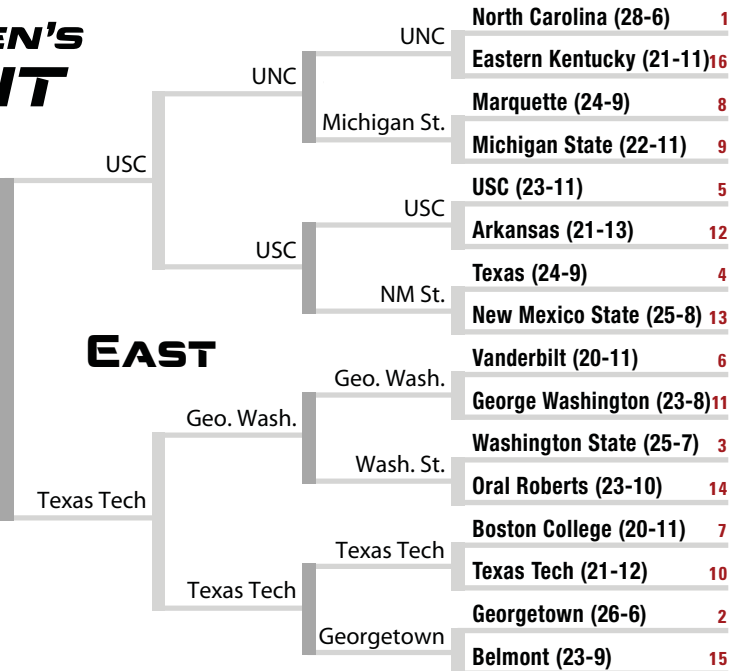 EN'S
NT
EAST
USC
Texas Tech
UNC
USC
Geo. Wash.
Texas Tech
UNC
Michigan St.
USC
NM St.
Geo. Wash.
Wash. St.
Texas Tech
Georgetown
North Carolina (28-6) 1
Eastern Kentucky (21-11) 16
Marquette (24-9) 8
Michigan State (22-11) 9
USC (23-11) 5
Arkansas (21-13) 12
Texas (24-9) 4
New Mexico State (25-8) 13
Vanderbilt (20-11) 6
George Washington (23-8) 11
Washington State (25-7) 3
Oral Roberts (23-10) 14
Boston College (20-11) 7
Texas Tech (21-12) 10
Georgetown (26-6) 2
Belmont (23-9) 15